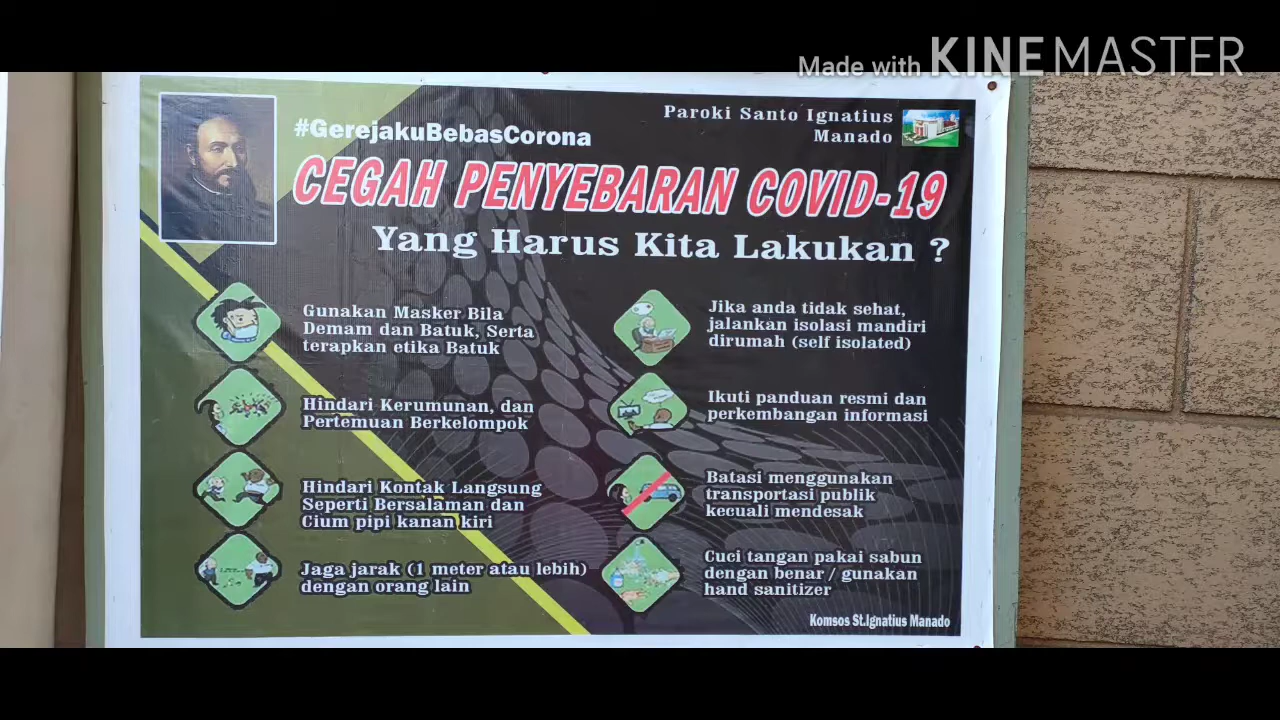 Made with KINEMASTER
Paroki Santo Ignatius
Manado
#GerejakuBebasCorona
CEGAH PENYEBARAN COVID-19
Yang Harus Kita Lakukan ?
Gunakan Masker Bila
Demam dan Batuk, Serta
terapkan etika Batuk
Hindari Kerumunan, dan
Pertemuan Berkelompok
Hindari Kontak Langsung
Seperti Bersalaman dan
Cium pipi kanan kiri
Jaga jarak (1 meter atau lebih)
dengan orang lain
Jika anda tidak sehat,
jalankan isolasi mandiri
dirumah (self isolated)
Ikuti panduan resmi dan
perkembangan informasi
Batasi menggunakan
transportasi publik
kecuali mendesak
Cuci tangan pakai sabun
dengan benar / gunakan
hand sanitizer
Komsos St.Ignatius Manado